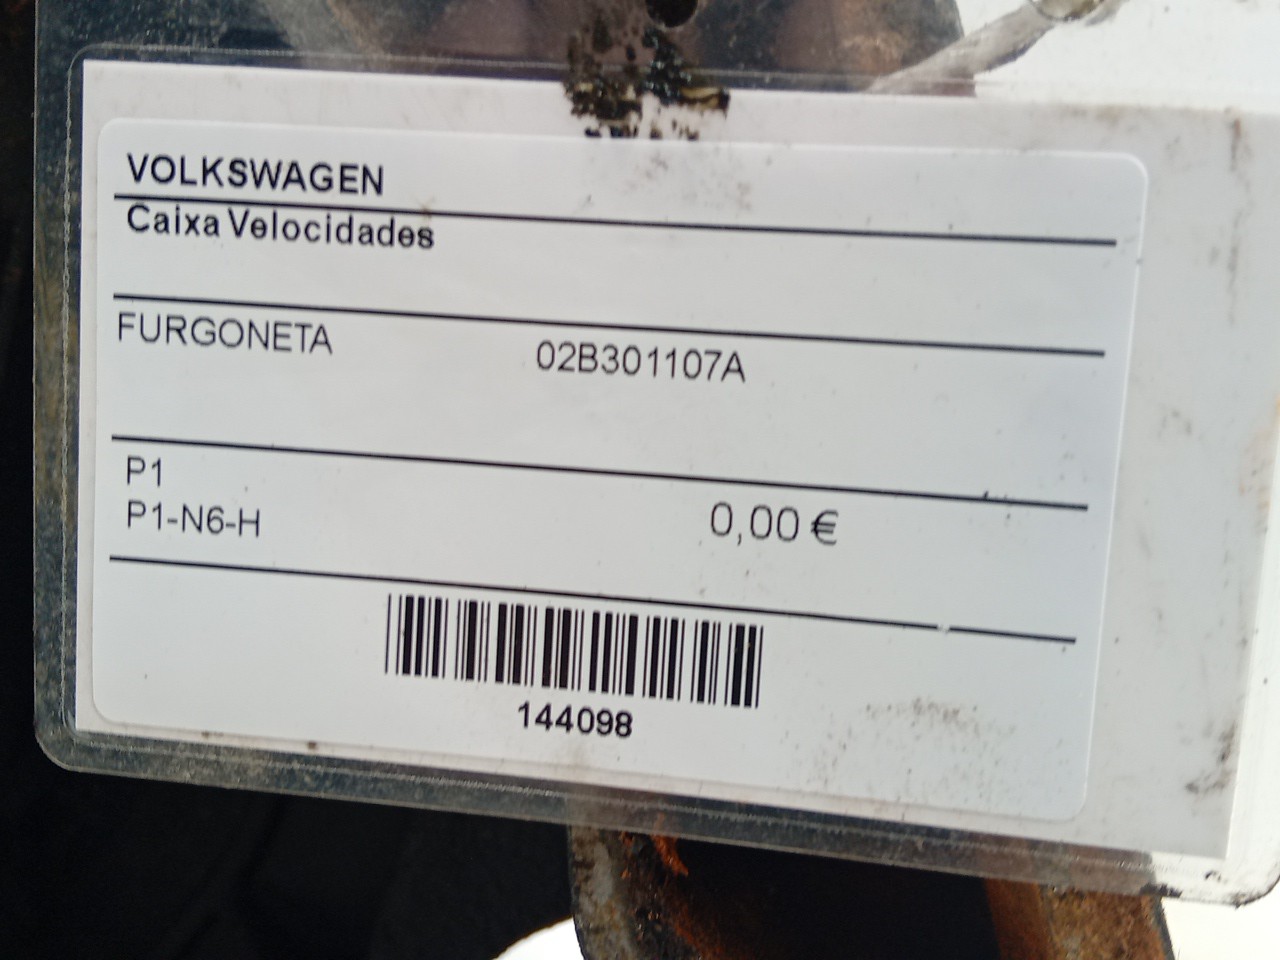 VOLKSWAGEN
Caixa Velocidades
FURGONETA 02B301107A
P1
P1-N6-H 0,00 €
144098